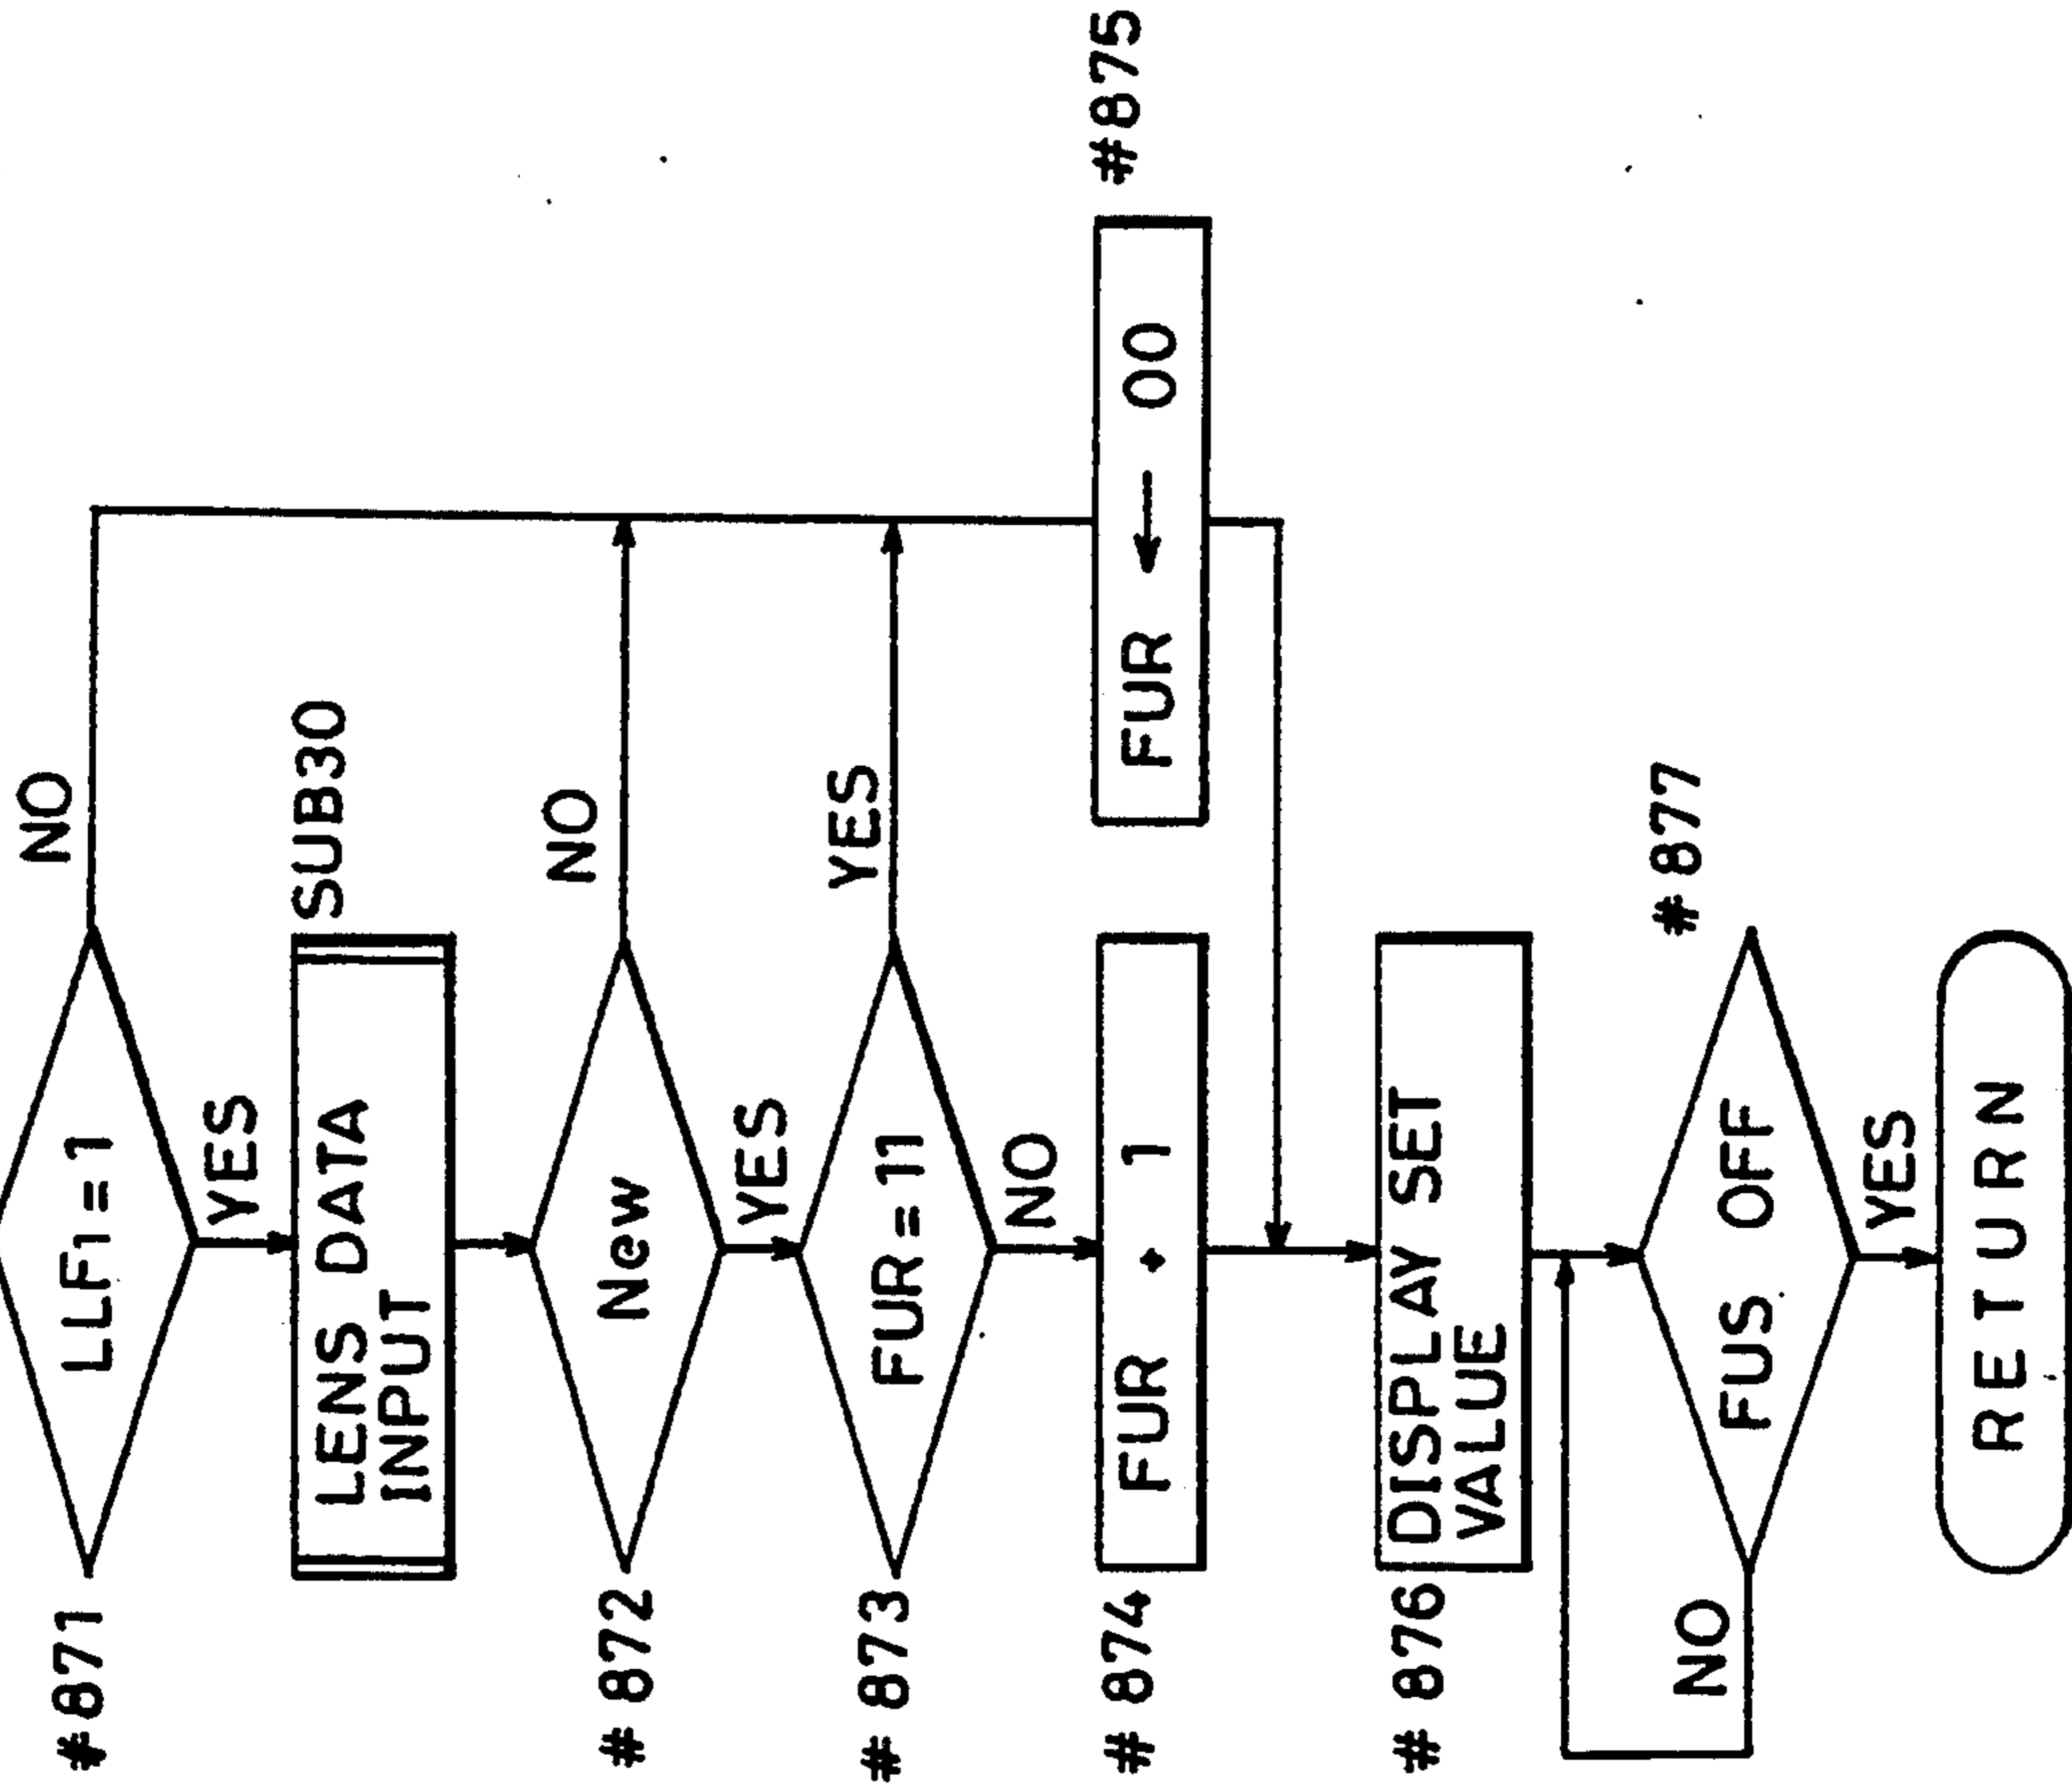 #871
LLF1 = 1
NO
YES
SUB30
LENS DATA
INPUT
#872
New
NO
YES
#873
FUR=11
YES
NO
#874
FUR + 1
#875
FUR ← 00
#876
DISPLAY SET
VALUE
#877
FUS OFF
NO
YES
RETURN